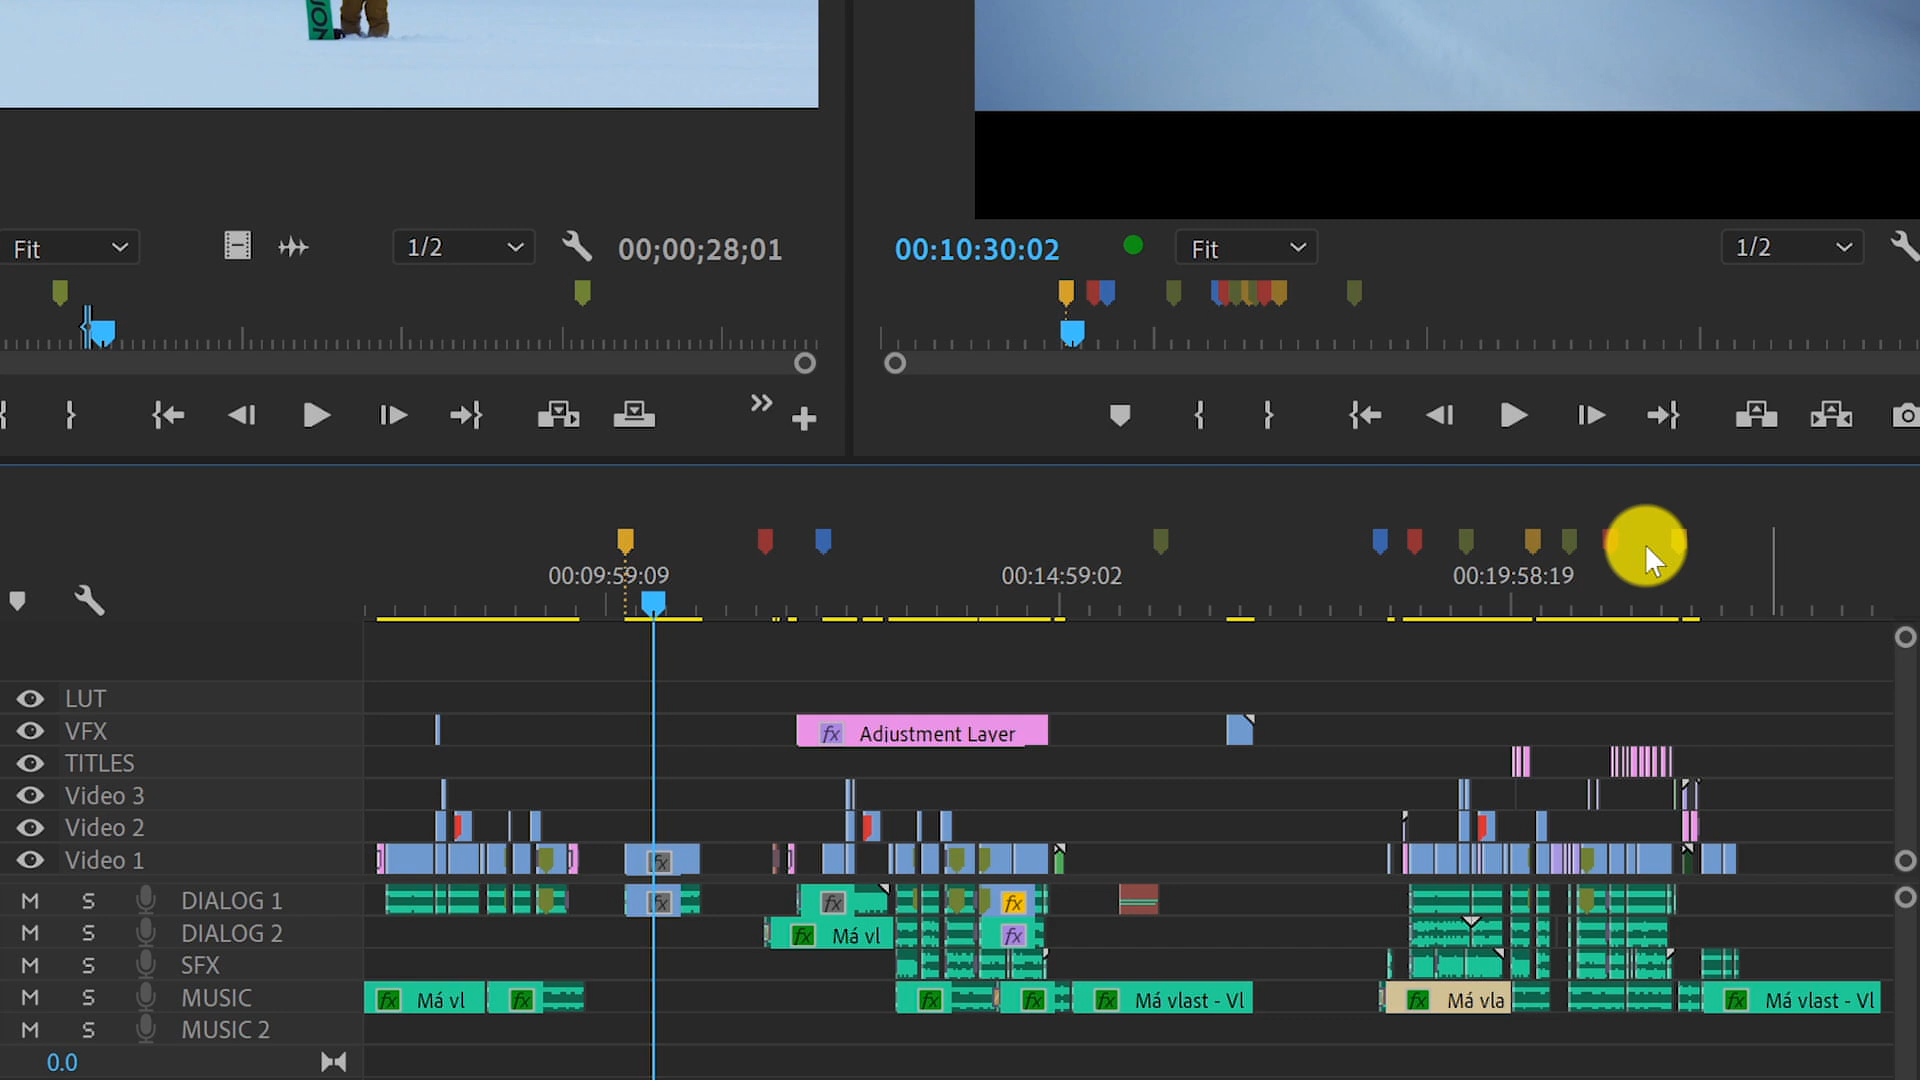 ION
Fit
1/2
00;00;28;01
00:10:30:02
Fit
1/2
00:09:59:09
00:14:59:02
00:19:58:19
LUT
VFX
fx Adjustment Layer
TITLES
Video 3
Video 2
Video 1
fx
M S DIALOG 1
fx fx fx
M S DIALOG 2
fx Má vl fx
M S SFX
M S MUSIC
fx Má vl fx fx fx fx Má vlast - Vl fx Má vla fx Má vlast - Vl
M S MUSIC 2
0.0